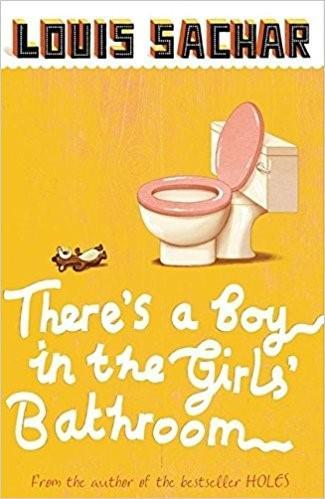 LOUIS SACHAR
There's a Boy
in the Girls'
Bathroom
From the author of the bestseller HOLES